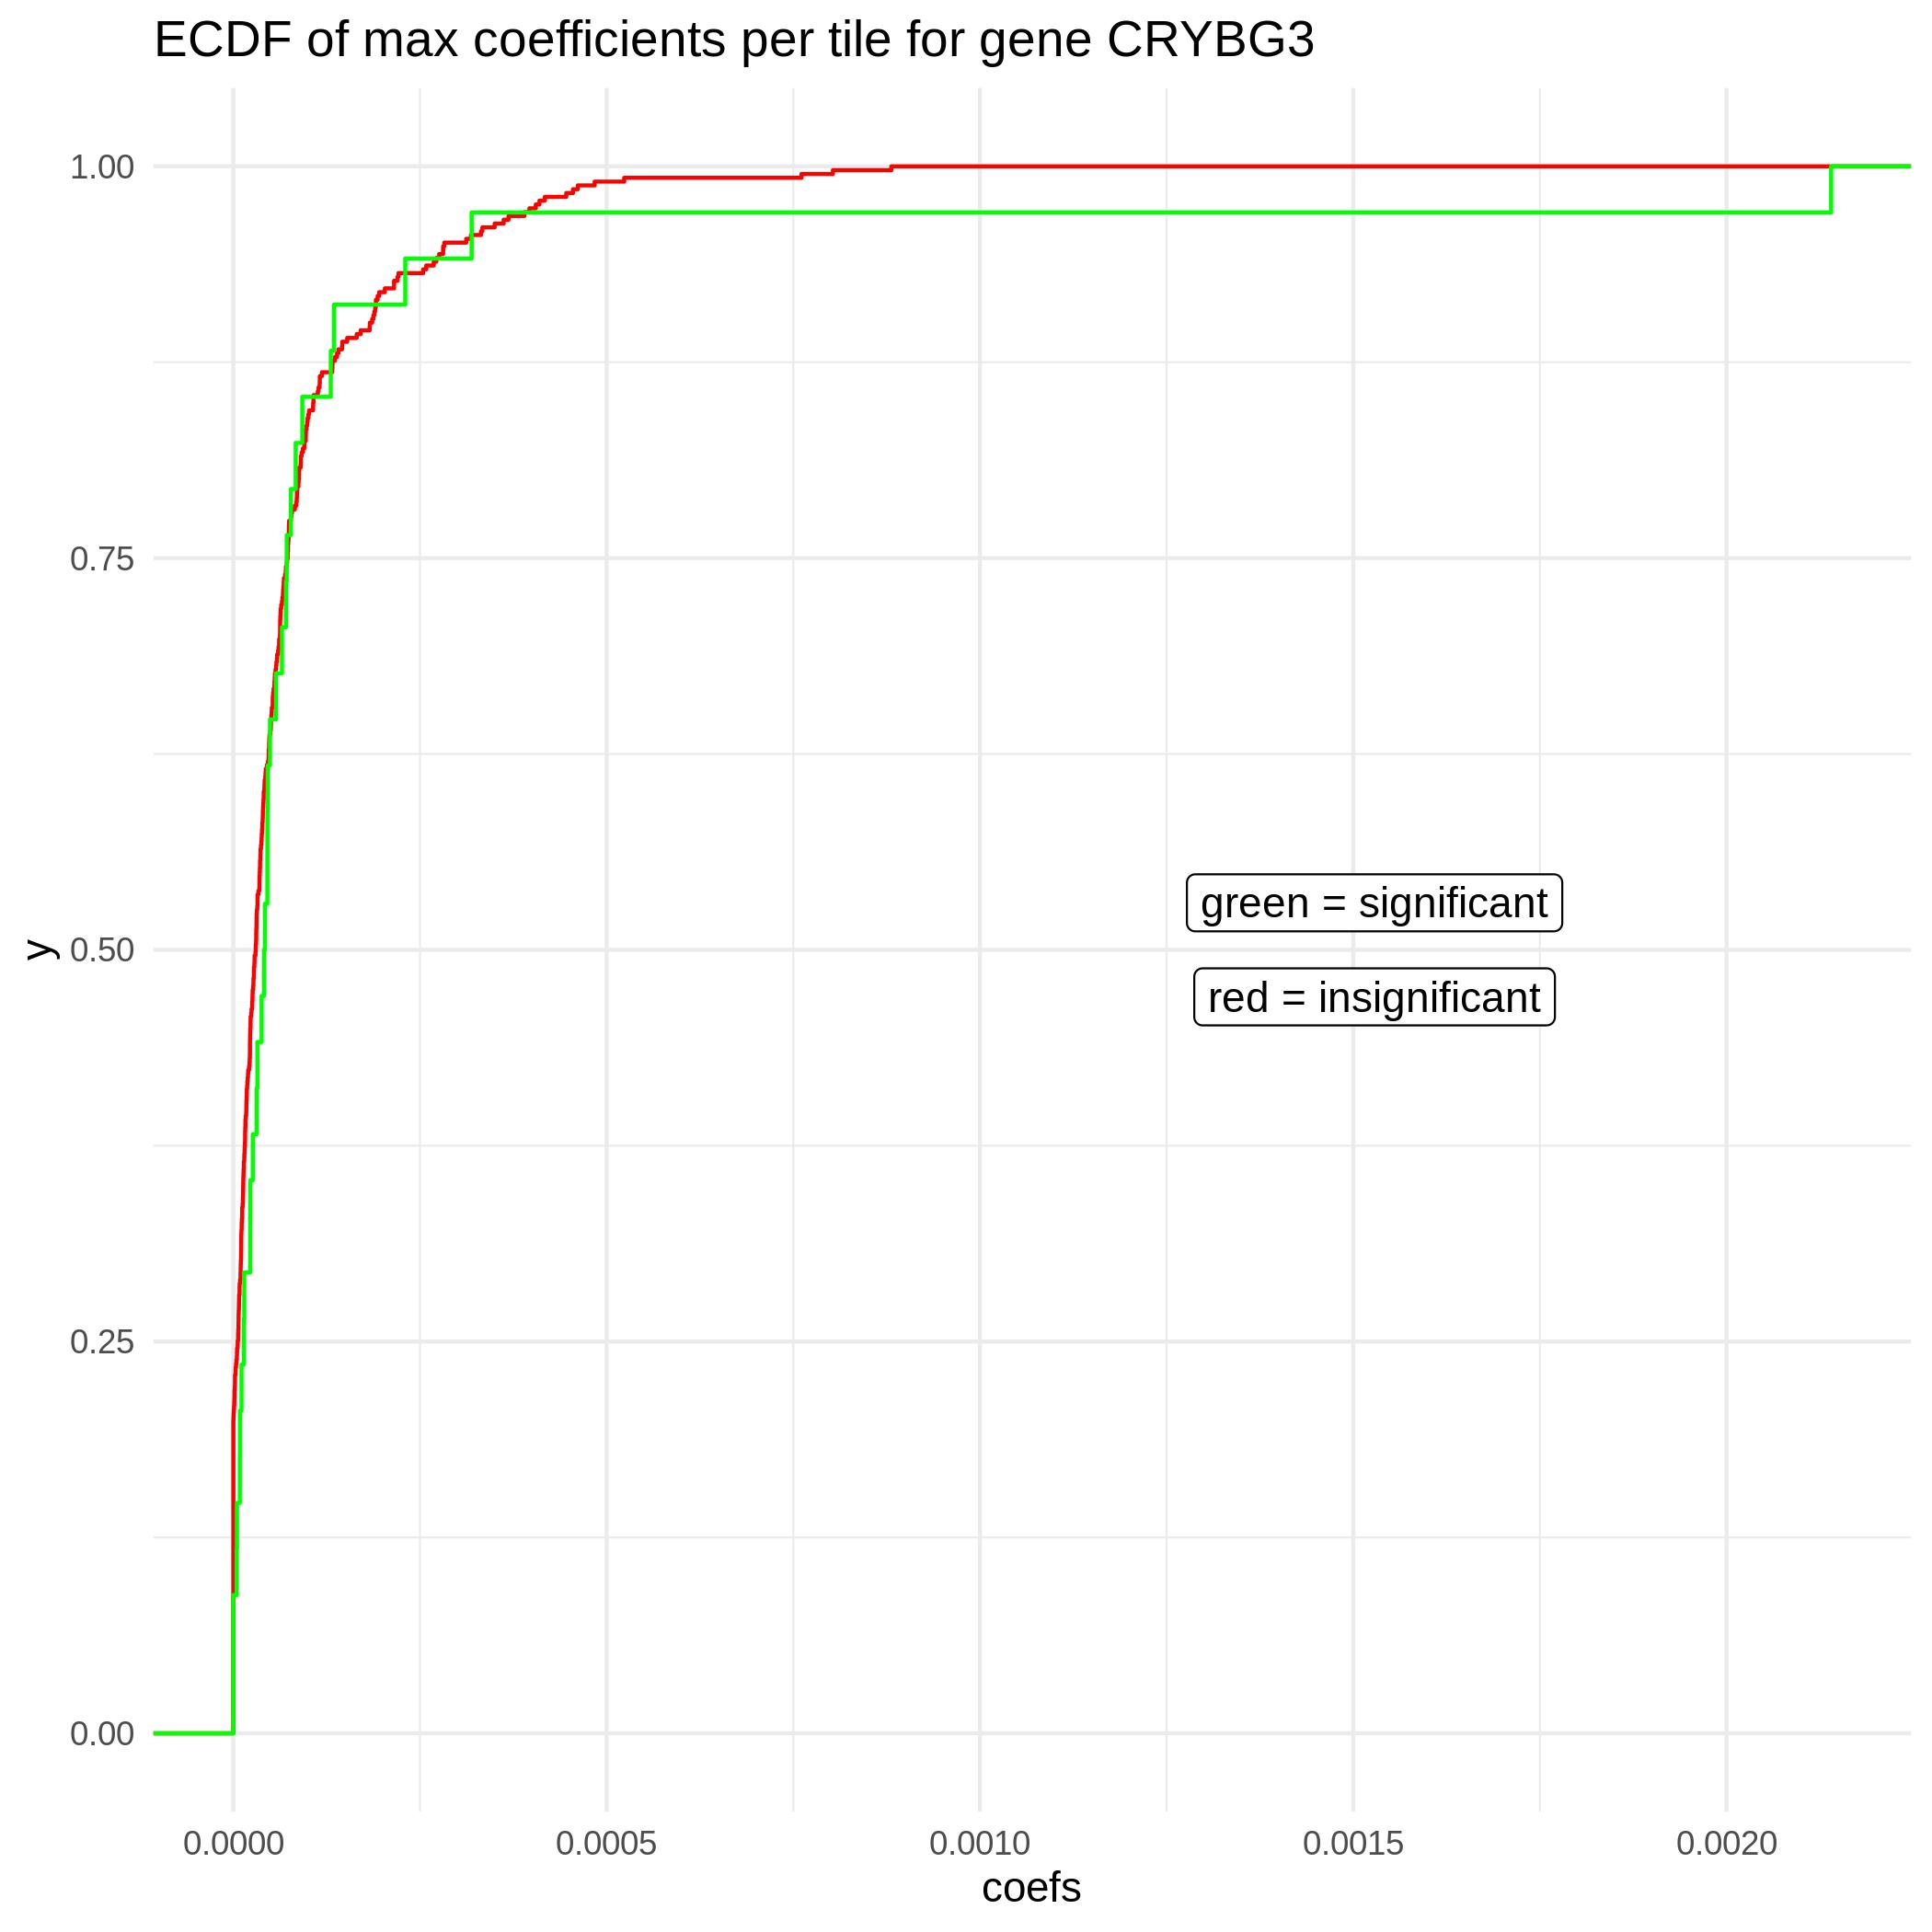 ECDF of max coefficients per tile for gene CRYBG3
1.00
0.75
0.50
0.25
0.00
y
green = significant
red = insignificant
0.0000
0.0005
0.0010
0.0015
0.0020
coefs